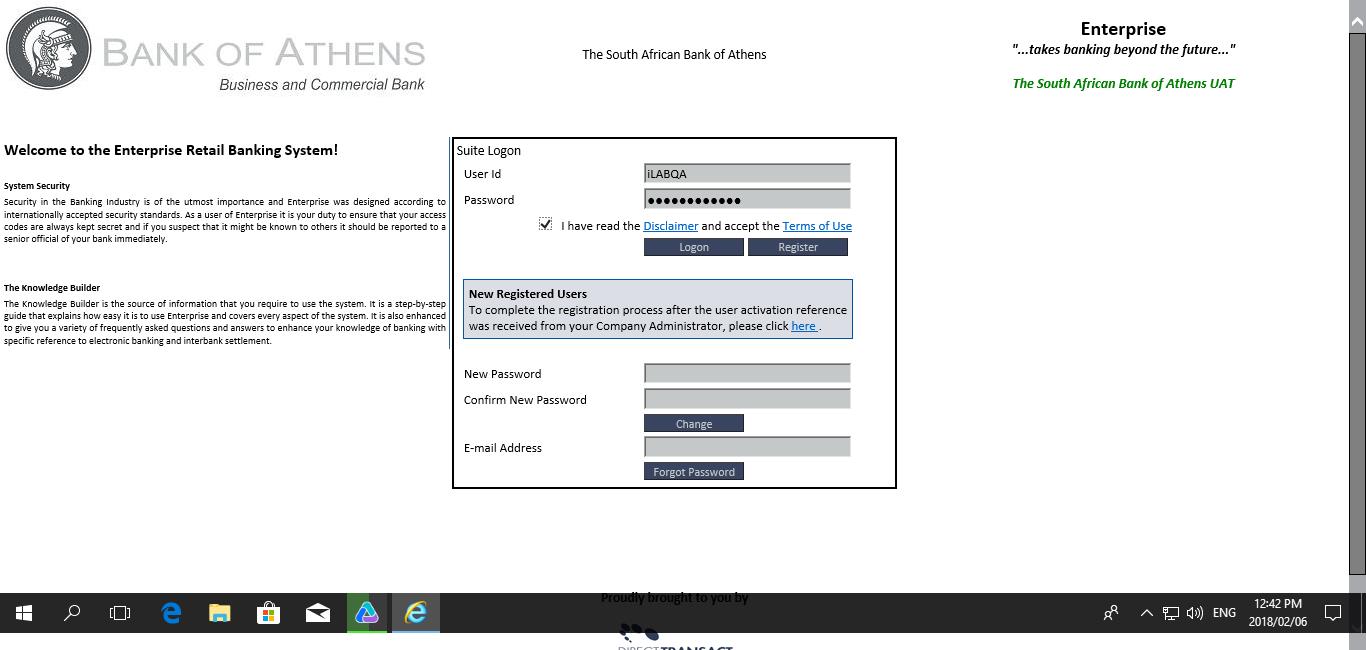 BANK OF ATHENS
Business and Commercial Bank
The South African Bank of Athens
Enterprise
"...takes banking beyond the future..."
The South African Bank of Athens UAT
Welcome to the Enterprise Retail Banking System!
System Security
Security in the Banking Industry is of the utmost importance and Enterprise was designed according to
internationally accepted security standards. As a user of Enterprise it is your duty to ensure that your access
codes are always kept secret and if you suspect that it might be known to others it should be reported to a
senior official of your bank immediately.
The Knowledge Builder
The Knowledge Builder is the source of information that you require to use the system. It is a step-by-step
guide that explains how easy it is to use Enterprise and covers every aspect of the system. It is also enhanced
to give you a variety of frequently asked questions and answers to enhance your knowledge of banking with
specific reference to electronic banking and interbank settlement.
Suite Logon
User Id iLABQA
Password ●●●●●●●●●●●●
I have read the Disclaimer and accept the Terms of Use
Logon Register
New Registered Users
To complete the registration process after the user activation reference
was received from your Company Administrator, please click here .
New Password
Confirm New Password
Change
E-mail Address
Forgot Password
Proudly brought to you by
DIRECTTRANSACT
ENG
12:42 PM
2018/02/06